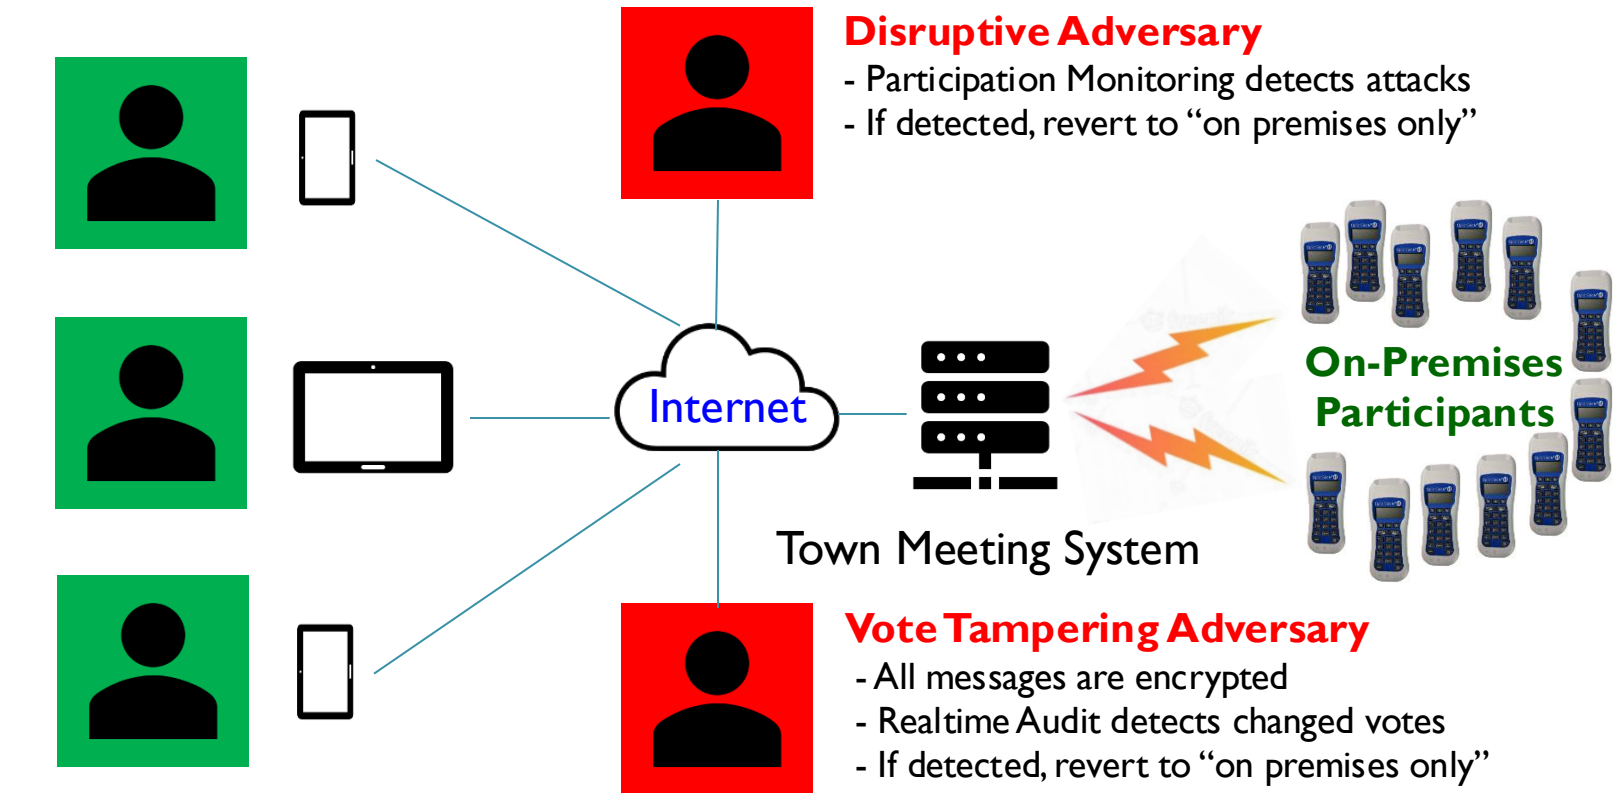 Disruptive Adversary
- Participation Monitoring detects attacks
- If detected, revert to “on premises only”
On-Premises
Participants
Internet
Town Meeting System
Vote Tampering Adversary
- All messages are encrypted
- Realtime Audit detects changed votes
- If detected, revert to “on premises only”